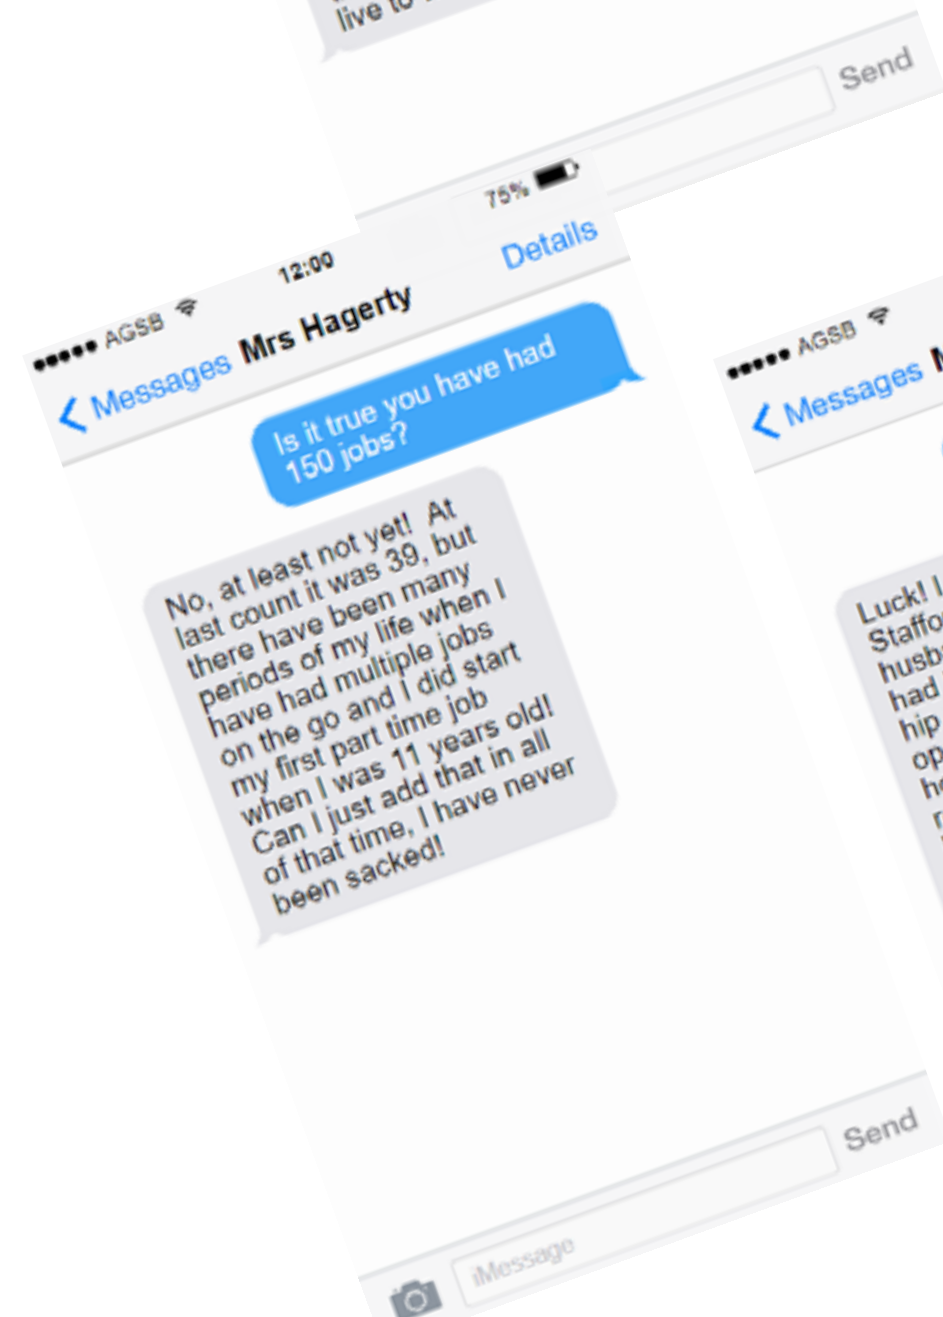 live to
Send
●●●●● AGSB 12:00 75%
Messages Mrs Hagerty Details
Is it true you have had
150 jobs?
No, at least not yet!  At
last count it was 39, but
there have been many
periods of my life when I
have had multiple jobs
on the go and I did start
my first part time job
when I was 11 years old!
Can I just add that in all
of that time, I have never
been sacked!
iMessage Send
●●●●● AGSB
Messages
Luck! I
had
hip